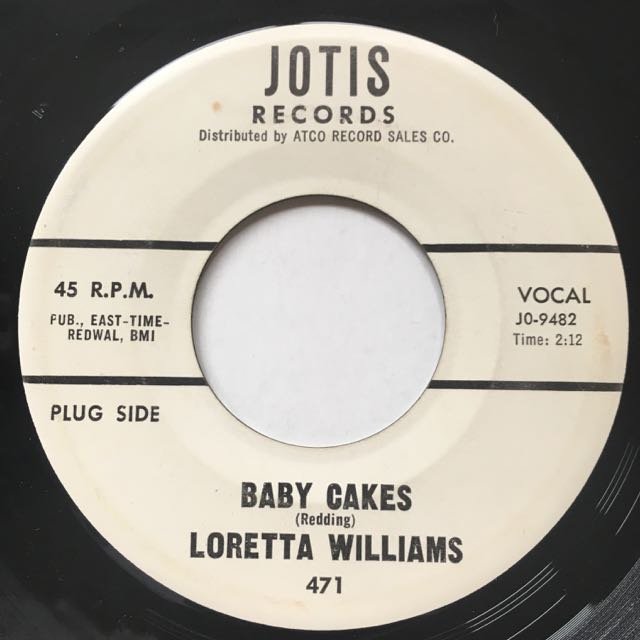 JOTIS
RECORDS
Distributed by ATCO RECORD SALES CO.
45 R.P.M.
PUB., EAST-TIME-
REDWAL, BMI
PLUG SIDE
VOCAL
JO-9482
Time: 2:12
BABY CAKES
(Redding)
LORETTA WILLIAMS
471